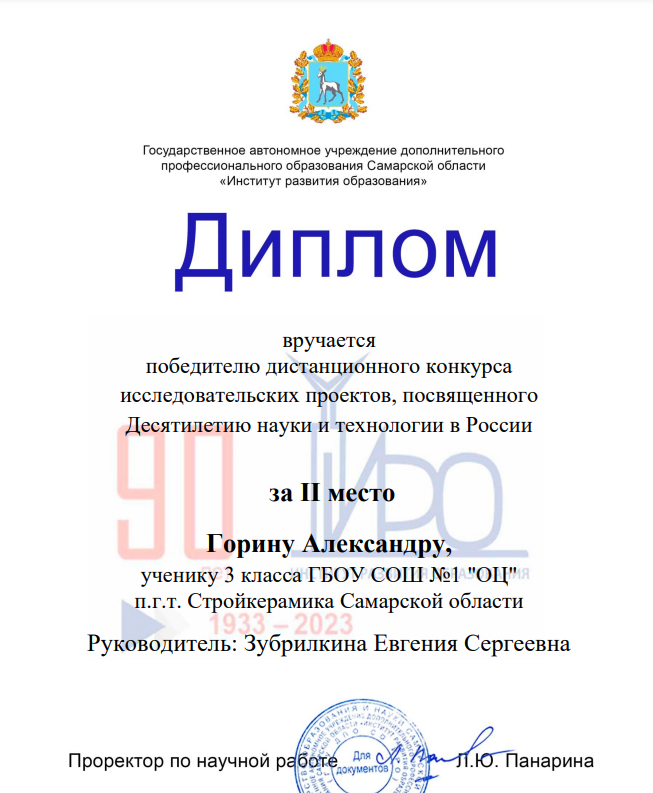 Государственное автономное учреждение дополнительного
профессионального образования Самарской области
«Институт развития образования»
Диплом
вручается
победителю дистанционного конкурса
исследовательских проектов, посвященного
Десятилетию науки и технологии в России
90
ИРО
за II место
Горину Александру,
ученику 3 класса ГБОУ СОШ №1 "ОЦ"
п.г.т. Стройкерамика Самарской области
1933 – 2023
Руководитель: Зубрилкина Евгения Сергеевна
Проректор по научной работе
Для
документов
Л.Ю. Панарина